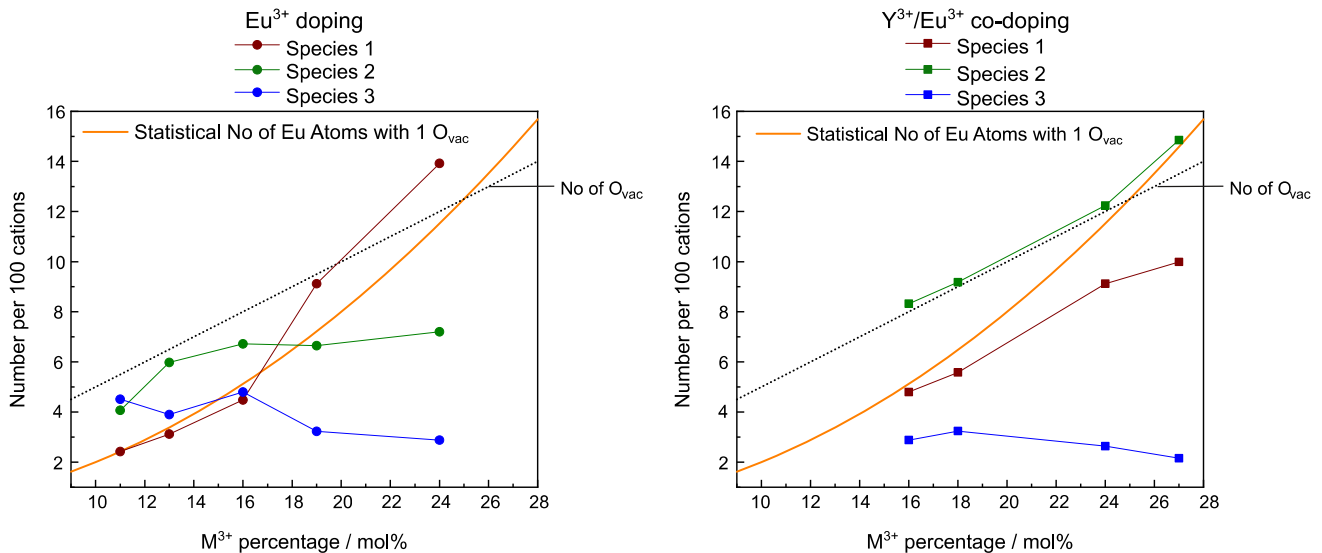 Eu³⁺ doping
Species 1
Species 2
Species 3
Statistical No of Eu Atoms with 1 Oᵥₐc
No of Oᵥₐc
Number per 100 cations
16
14
12
10
8
6
4
2
10 12 14 16 18 20 22 24 26 28
M³⁺ percentage / mol%
Y³⁺/Eu³⁺ co-doping
Species 1
Species 2
Species 3
Statistical No of Eu Atoms with 1 Oᵥₐc
No of Oᵥₐc
Number per 100 cations
16
14
12
10
8
6
4
2
10 12 14 16 18 20 22 24 26 28
M³⁺ percentage / mol%